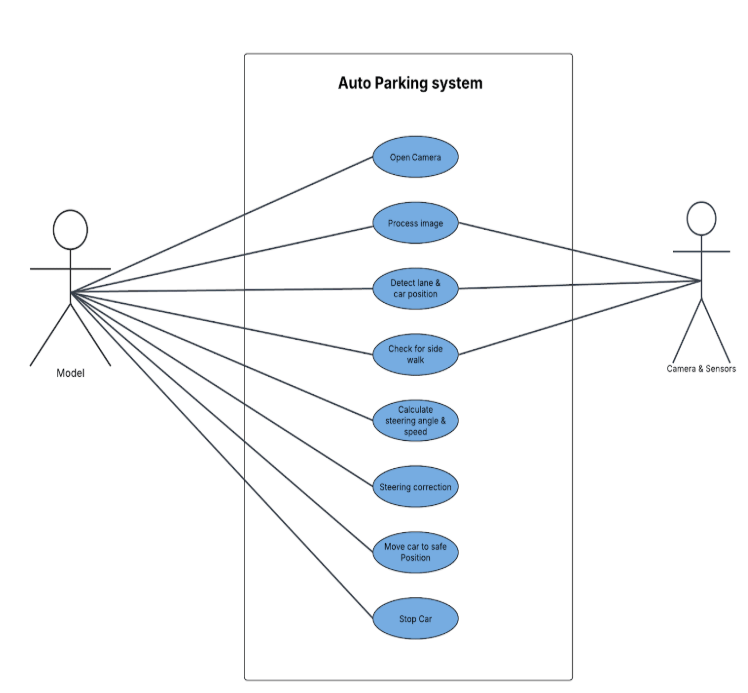 Auto Parking system
Open Camera
Process image
Detect lane &
car position
Check for side
walk
Calculate
steering angle &
speed
Steering correction
Move car to safe
Position
Stop Car
Model
Camera & Sensors